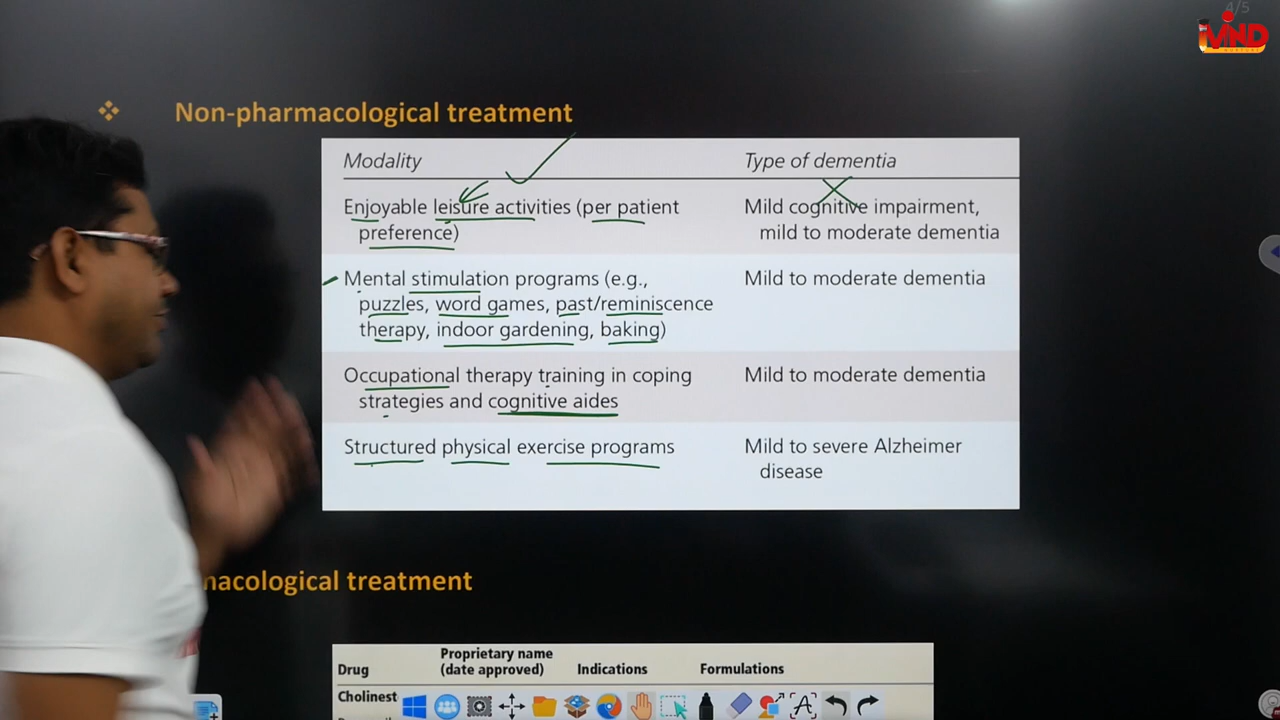 4/5
MIND
Non-pharmacological treatment
Modality
Type of dementia
Enjoyable leisure activities (per patient
preference)
Mild cognitive impairment,
mild to moderate dementia
Mental stimulation programs (e.g.,
puzzles, word games, past/reminiscence
therapy, indoor gardening, baking)
Mild to moderate dementia
Occupational therapy training in coping
strategies and cognitive aides
Mild to moderate dementia
Structured physical exercise programs
Mild to severe Alzheimer
disease
macological treatment
Drug
Proprietary name
(date approved)
Indications
Formulations
Cholinest